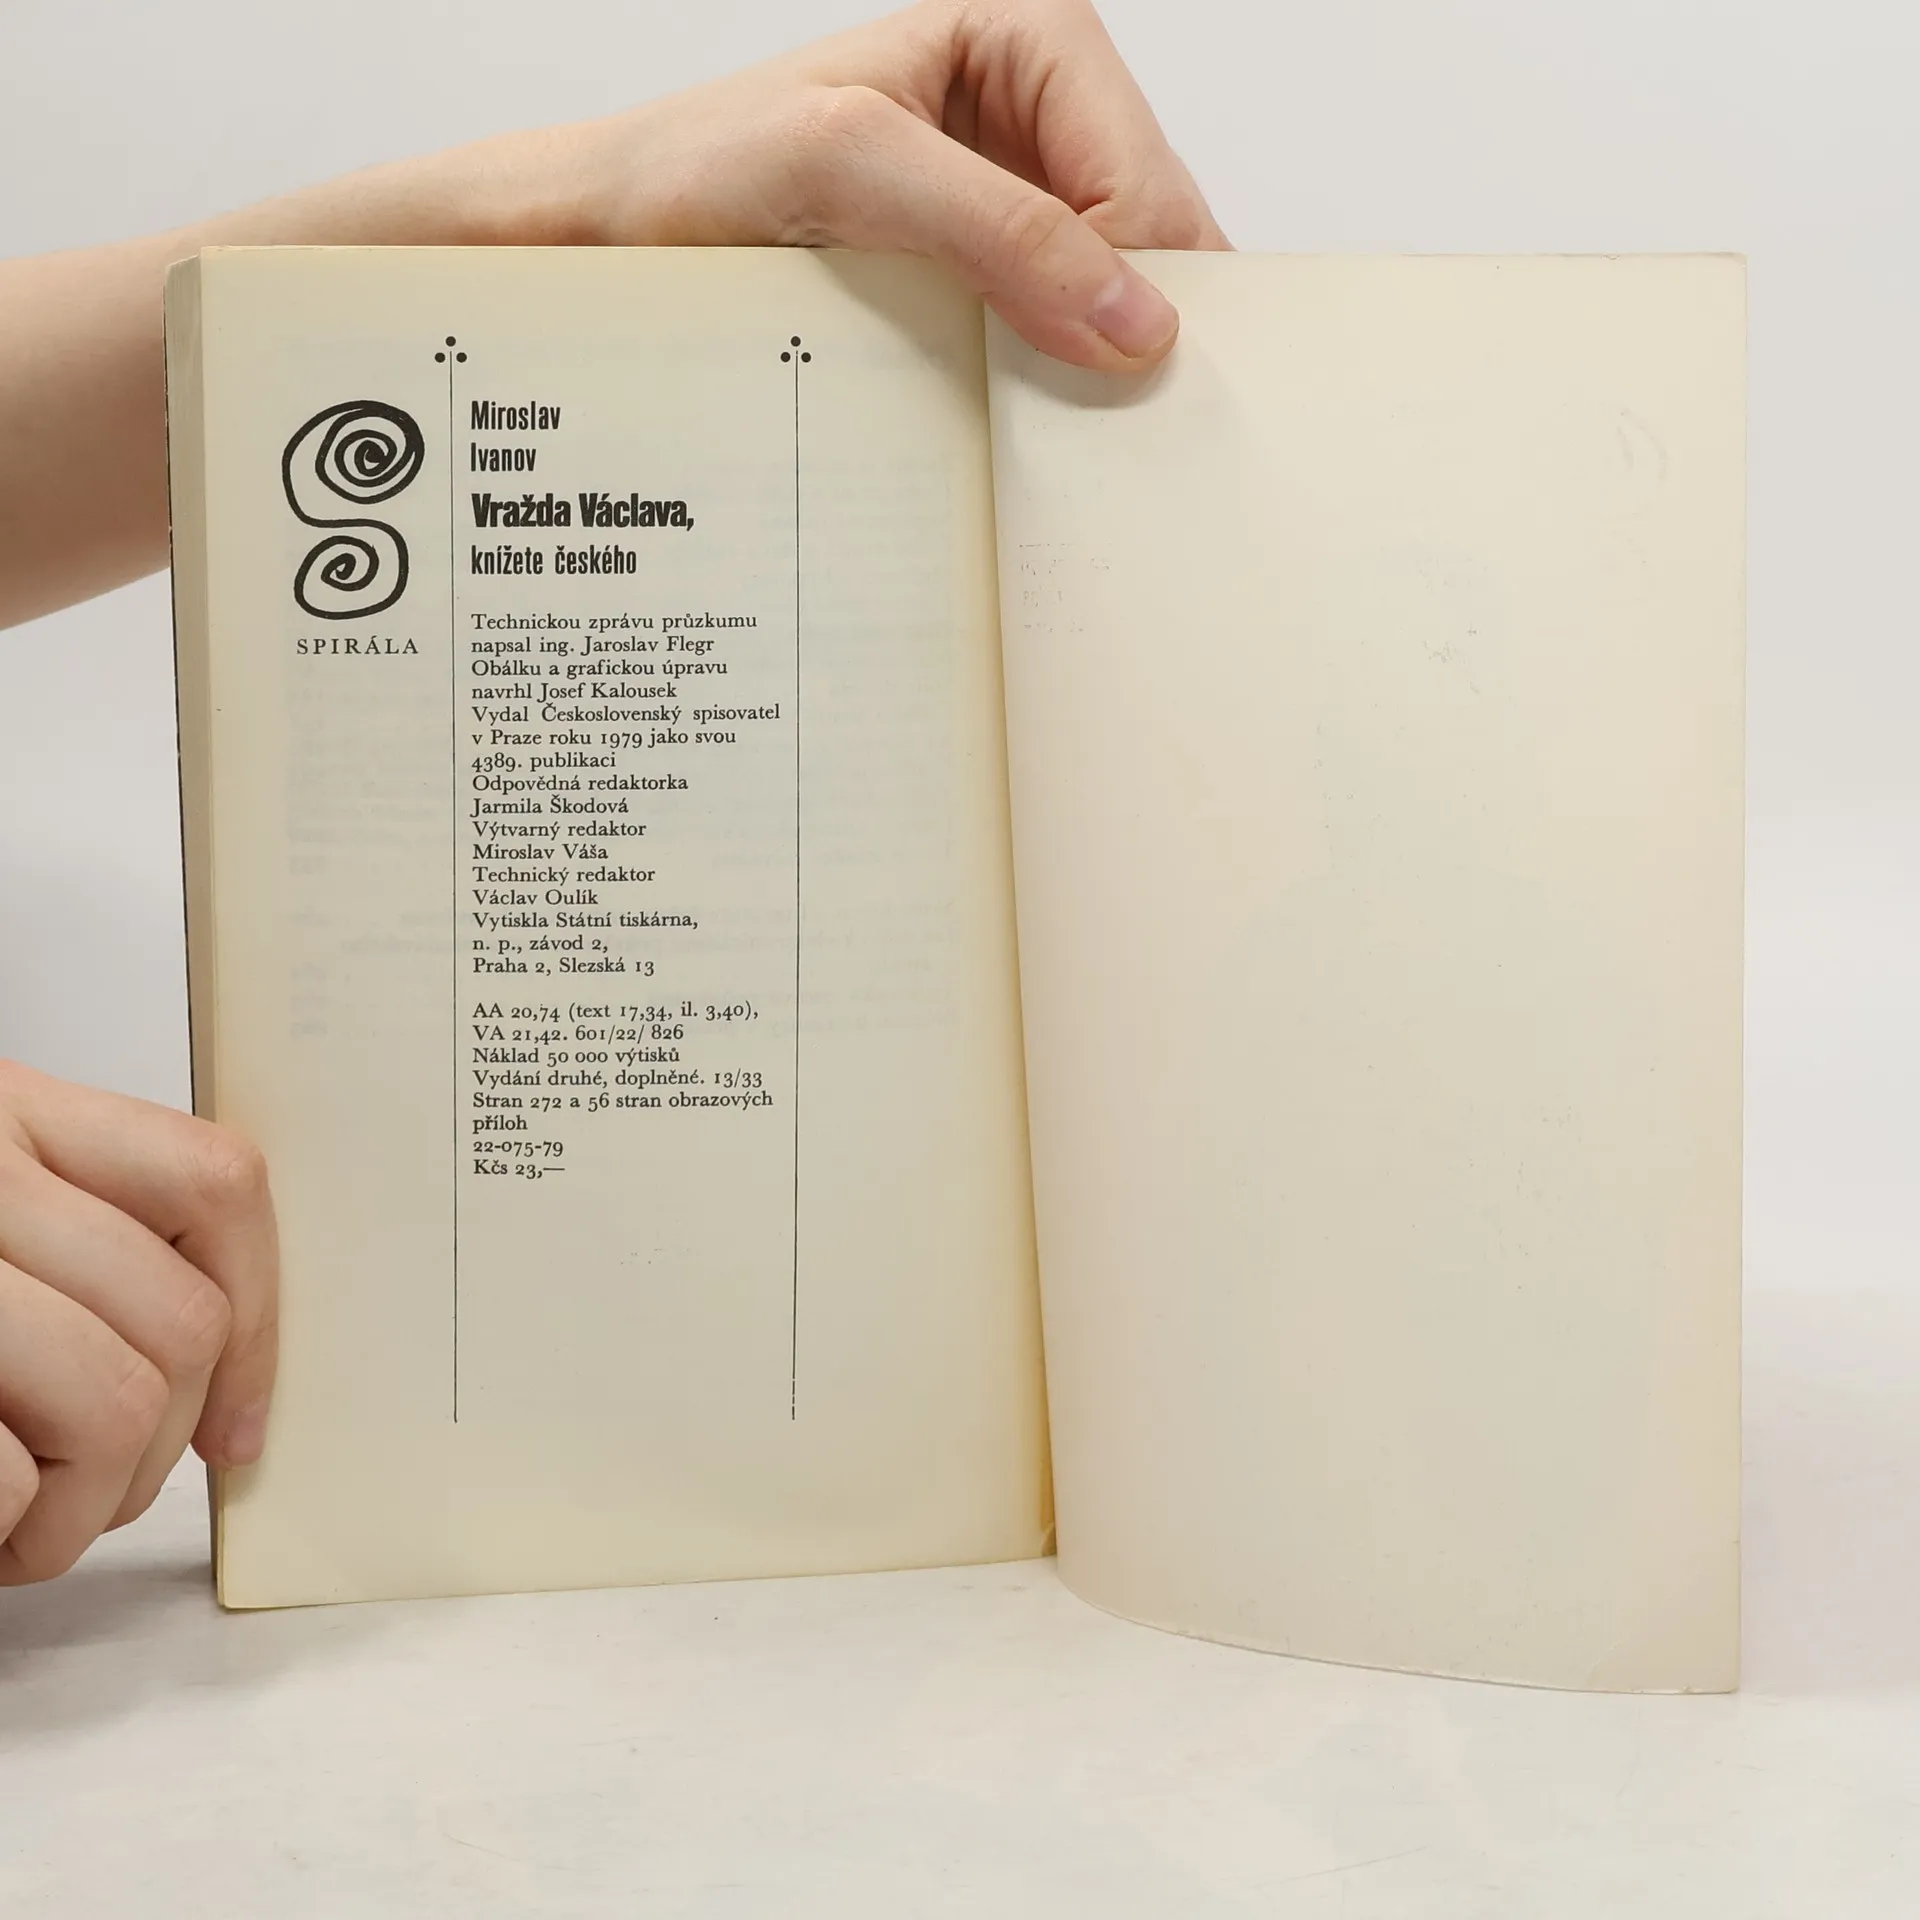 SPIRÁLA
Miroslav
Ivanov
Vražda Václava,
knížete českého
Technickou zprávu průzkumu
napsal ing. Jaroslav Flegr
Obálku a grafickou úpravu
navrhl Josef Kalousek
Vydal Československý spisovatel
v Praze roku 1979 jako svou
4389. publikaci
Odpovědná redaktorka
Jarmila Škodová
Výtvarný redaktor
Miroslav Váša
Technický redaktor
Václav Oulík
Vytiskla Státní tiskárna,
n. p., závod 2,
Praha 2, Slezská 13
AA 20,74 (text 17,34, il. 3,40),
VA 21,42. 601/22/ 826
Náklad 50 000 výtisků
Vydání druhé, doplněné. 13/33
Stran 272 a 56 stran obrazových
příloh
22-075-79
Kčs 23,—